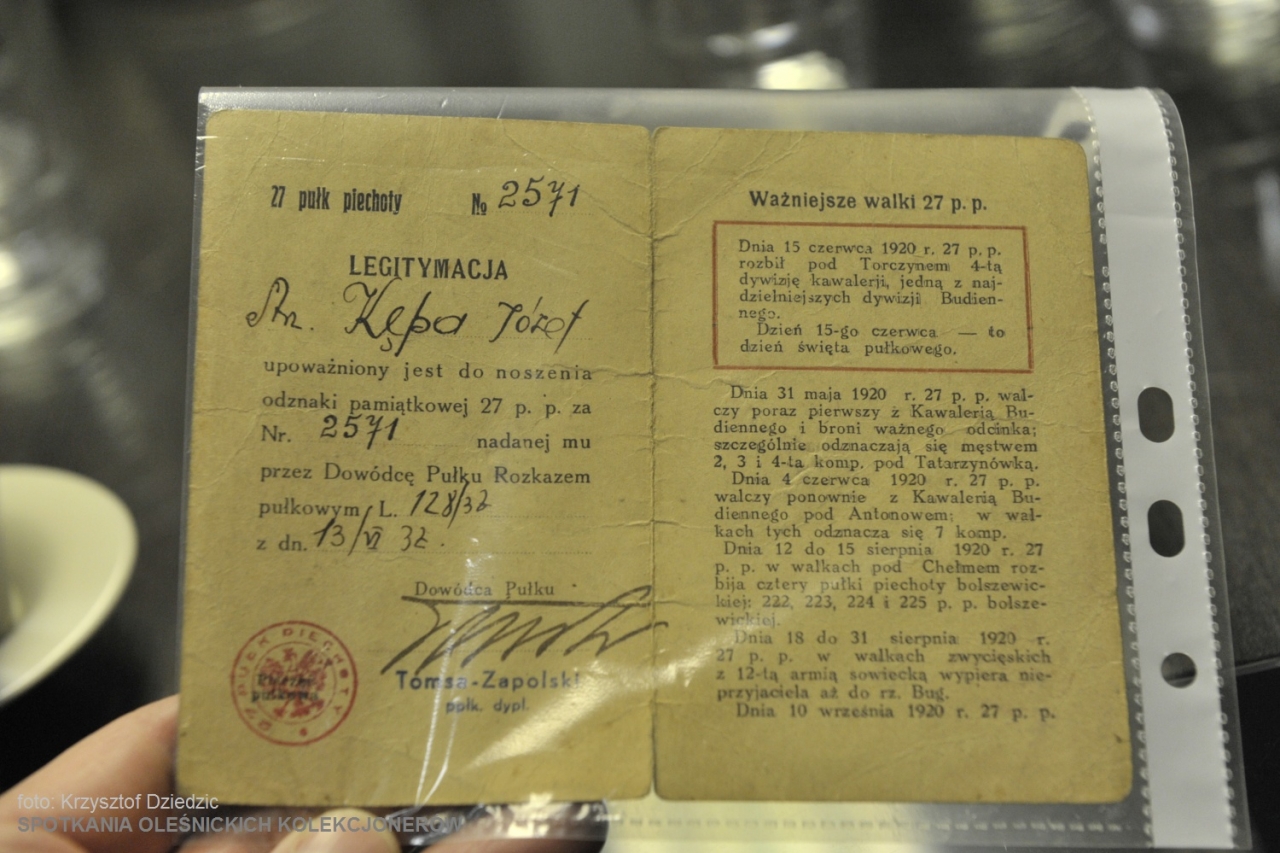 27 pułk piechoty № 2571
LEGITYMACJA
Kępa Józef
upoważniony jest do noszenia
odznaki pamiątkowej 27 p. p. za
Nr. 2571 nadanej mu
przez Dowódcę Pułku Rozkazem
pułkowym L. 128/32
z dn. 13/VI 32.
Dowódca Pułku
Tomsa-Zapolski
ppłk. dypl.
27 PUŁK PIECHOTY
pułkowa
Ważniejsze walki 27 p. p.
Dnia 15 czerwca 1920 r. 27 p. p.
rozbił pod Torczynem 4-tą
dywizję kawalerji, jedną z naj-
dzielniejszych dywizji Budien-
nego.
Dzień 15-go czerwca — to
dzień święta pułkowego.
Dnia 31 maja 1920 r. 27 p. p. wal-
czy poraz pierwszy z Kawalerią Bu-
diennego i broni ważnego odcinka;
szczególnie odznaczają się męstwem
2, 3 i 4-ta komp. pod Tatarzynówką.
Dnia 4 czerwca 1920 r. 27 p. p.
walczy ponownie z Kawalerią Bu-
diennego pod Antonowem; w wal-
kach tych odznacza się 7 komp.
Dnia 12 do 15 sierpnia 1920 r. 27
p. p. w walkach pod Chełmem roz-
bija cztery pułki piechoty bolszewic-
kiej: 222, 223, 224 i 225 p. p. bolsze-
wickiej.
Dnia 18 do 31 sierpnia 1920 r.
27 p. p. w walkach zwycięskich
z 12-tą armią sowiecką wypiera nie-
przyjaciela aż do rz. Bug.
Dnia 10 września 1920 r. 27 p. p.
foto: Krzysztof Dziedzic
SPOTKANIA OLEŚNICKICH KOLEKCJONERÓW